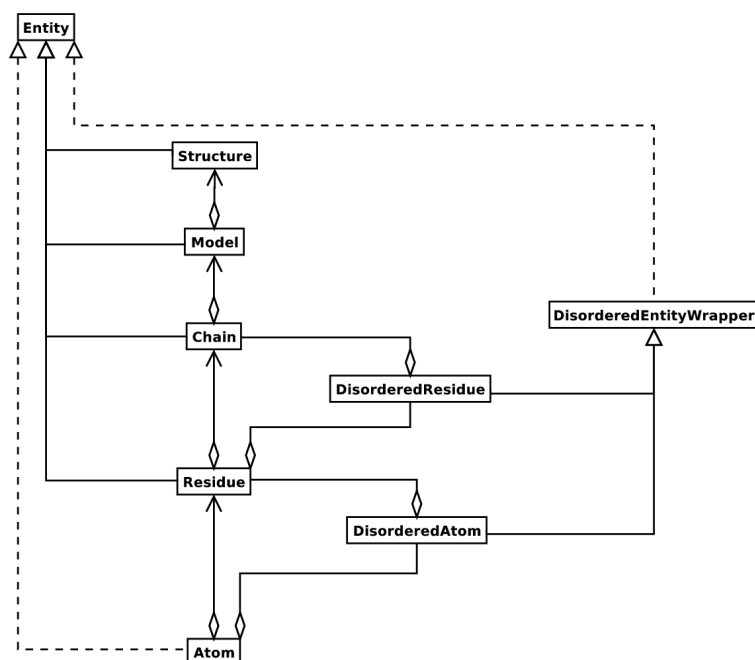 Entity
Structure
Model
DisorderedEntityWrapper
Chain
DisorderedResidue
Residue
DisorderedAtom
Atom